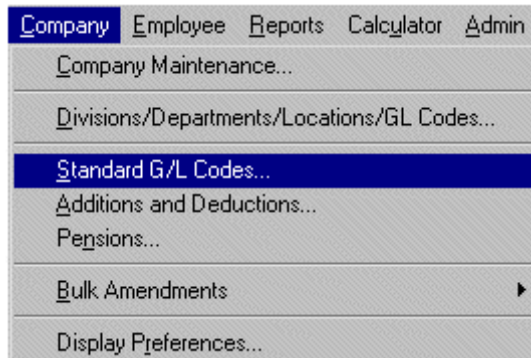 Company Employee Reports Calculator Admin
Company Maintenance...
Divisions/Departments/Locations/GL Codes...
Standard G/L Codes...
Additions and Deductions...
Pensions...
Bulk Amendments
Display Preferences...